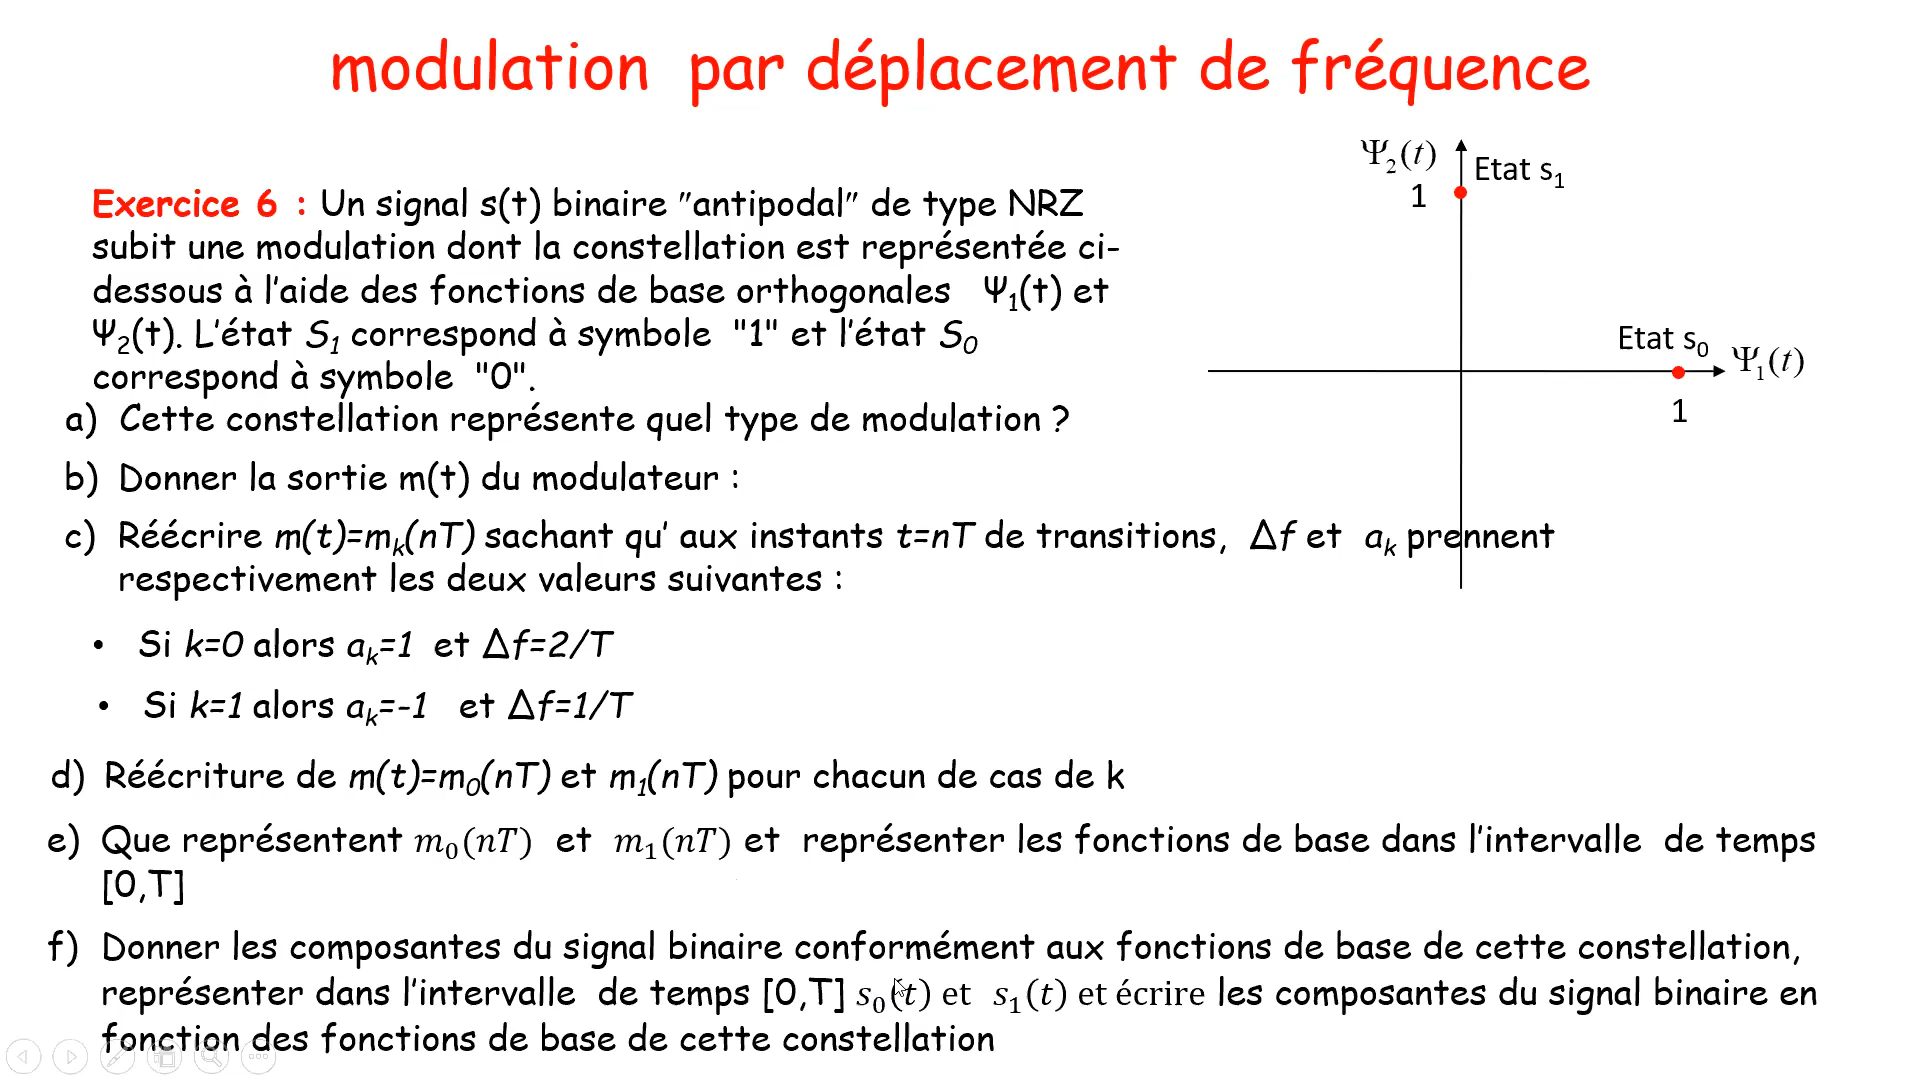 modulation par déplacement de fréquence
Exercice 6 : Un signal s(t) binaire "antipodal" de type NRZ
subit une modulation dont la constellation est représentée ci-
dessous à l'aide des fonctions de base orthogonales Ψ₁(t) et
Ψ₂(t). L'état S₁ correspond à symbole "1" et l'état S₀
correspond à symbole "0".
Ψ₂(t)
Etat s₁
1
Etat s₀
Ψ₁(t)
1
a) Cette constellation représente quel type de modulation ?
b) Donner la sortie m(t) du modulateur :
c) Réécrire m(t)=mₖ(nT) sachant qu' aux instants t=nT de transitions, Δf et aₖ prennent
respectivement les deux valeurs suivantes :
• Si k=0 alors aₖ=1 et Δf=2/T
• Si k=1 alors aₖ=-1 et Δf=1/T
d) Réécriture de m(t)=m₀(nT) et m₁(nT) pour chacun de cas de k
e) Que représentent m₀(nT) et m₁(nT) et représenter les fonctions de base dans l'intervalle de temps
[0,T]
f) Donner les composantes du signal binaire conformément aux fonctions de base de cette constellation,
représenter dans l'intervalle de temps [0,T] s₀(t) et s₁(t) et écrire les composantes du signal binaire en
fonction des fonctions de base de cette constellation